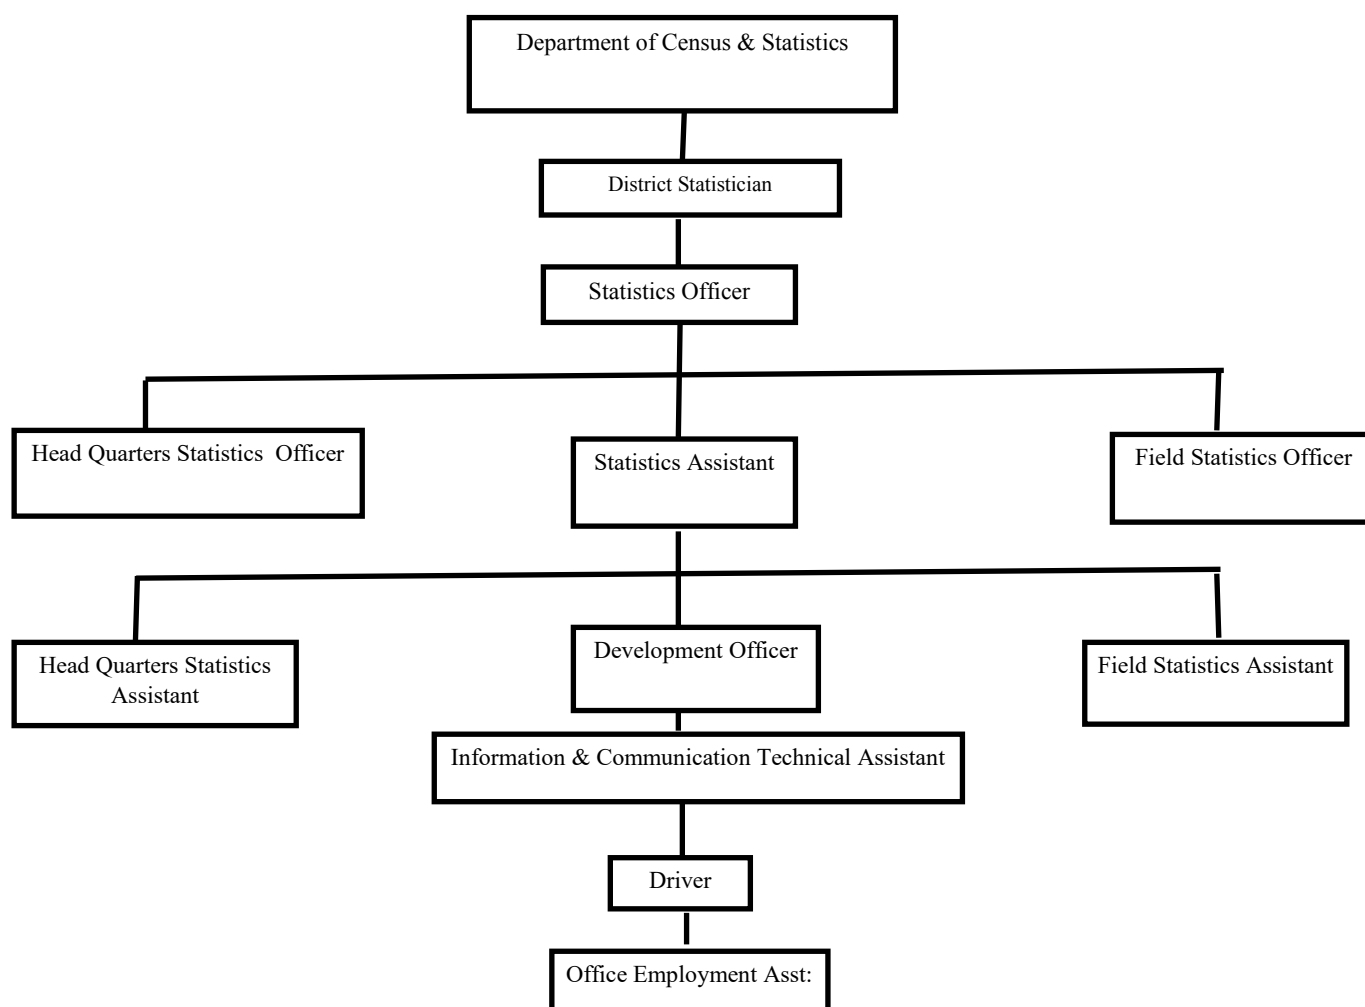 Department of Census & Statistics
District Statistician
Statistics Officer
Head Quarters Statistics  Officer
Statistics Assistant
Field Statistics Officer
Head Quarters Statistics
Assistant
Development Officer
Field Statistics Assistant
Information & Communication Technical Assistant
Driver
Office Employment Asst: